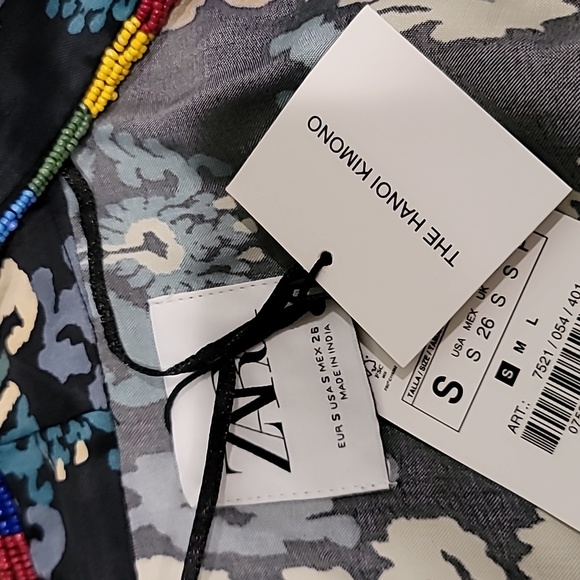 THE HANOI KIMONO
ZARA
EUR S USA S MEX 26
MADE IN INDIA
TALLA/SIZE/
USA MEX UK
S
S 26 S S
S M L
ART.:
7521 / 054 / 401